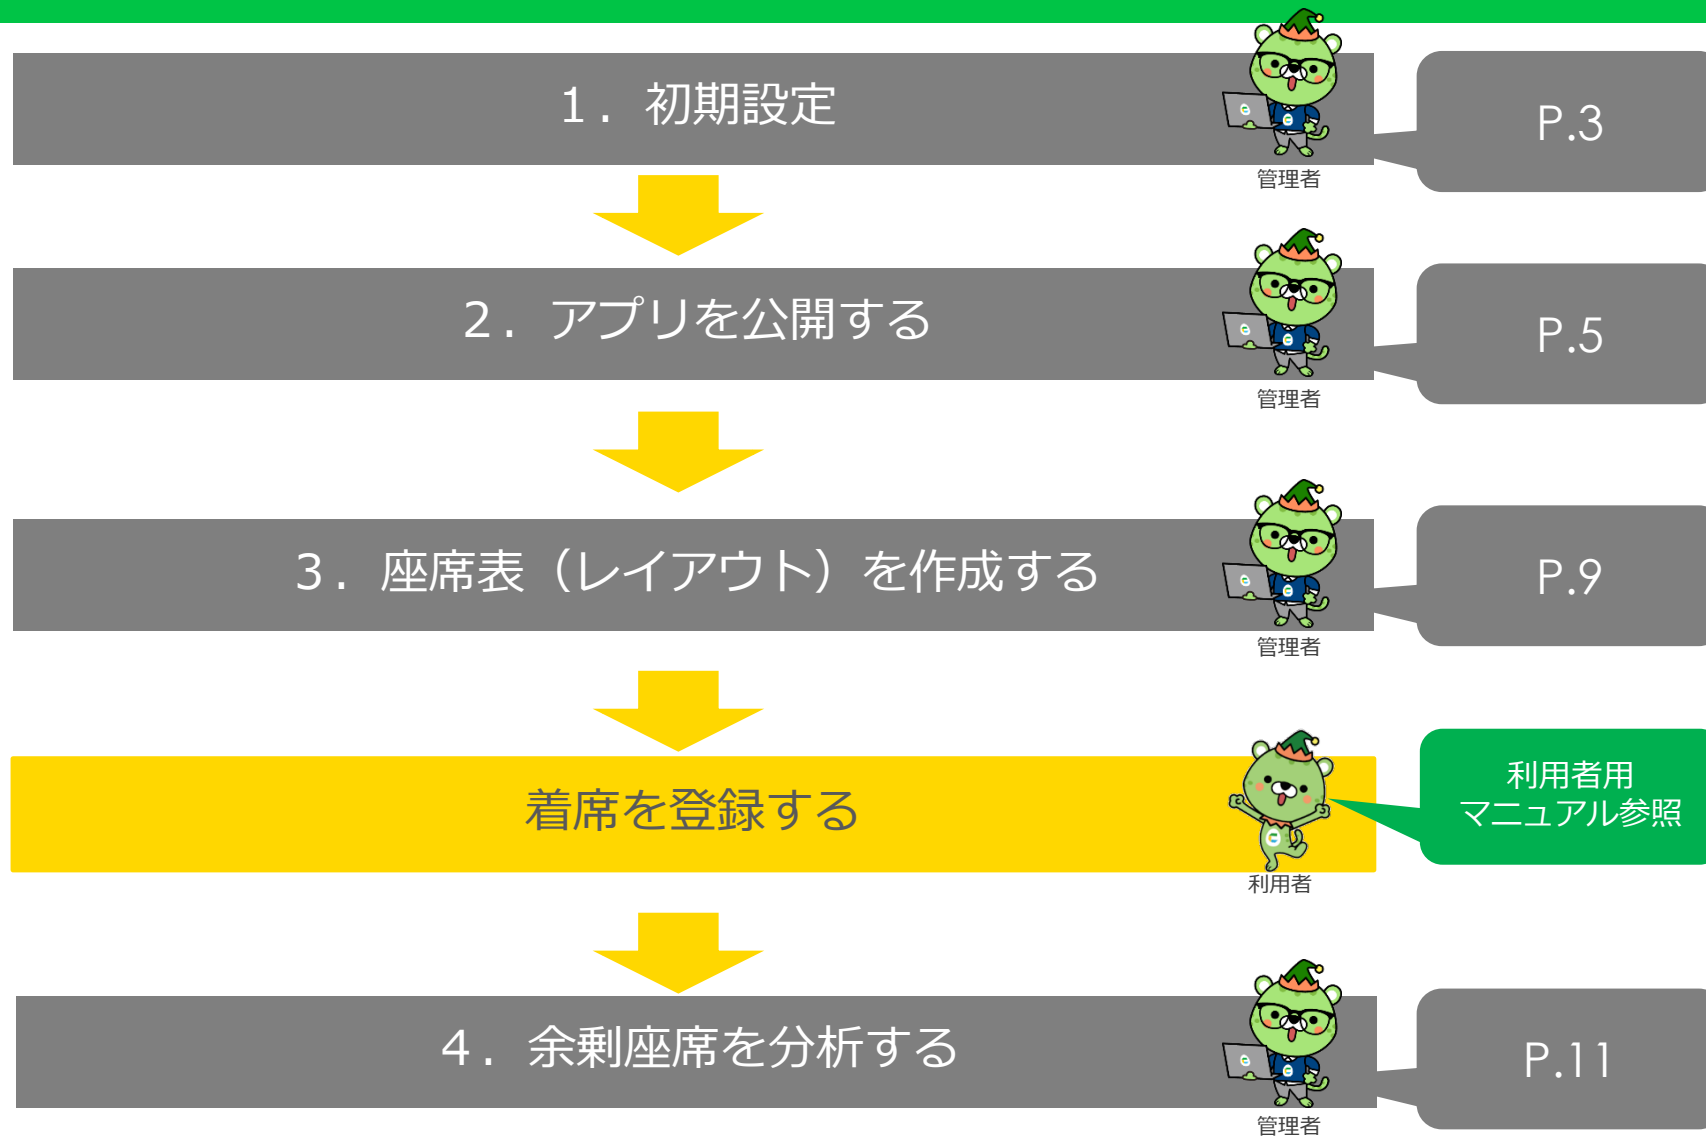 １．初期設定
P.3
管理者
２．アプリを公開する
P.5
管理者
３．座席表（レイアウト）を作成する
P.9
管理者
着席を登録する
利用者用
マニュアル参照
利用者
４．余剰座席を分析する
P.11
管理者